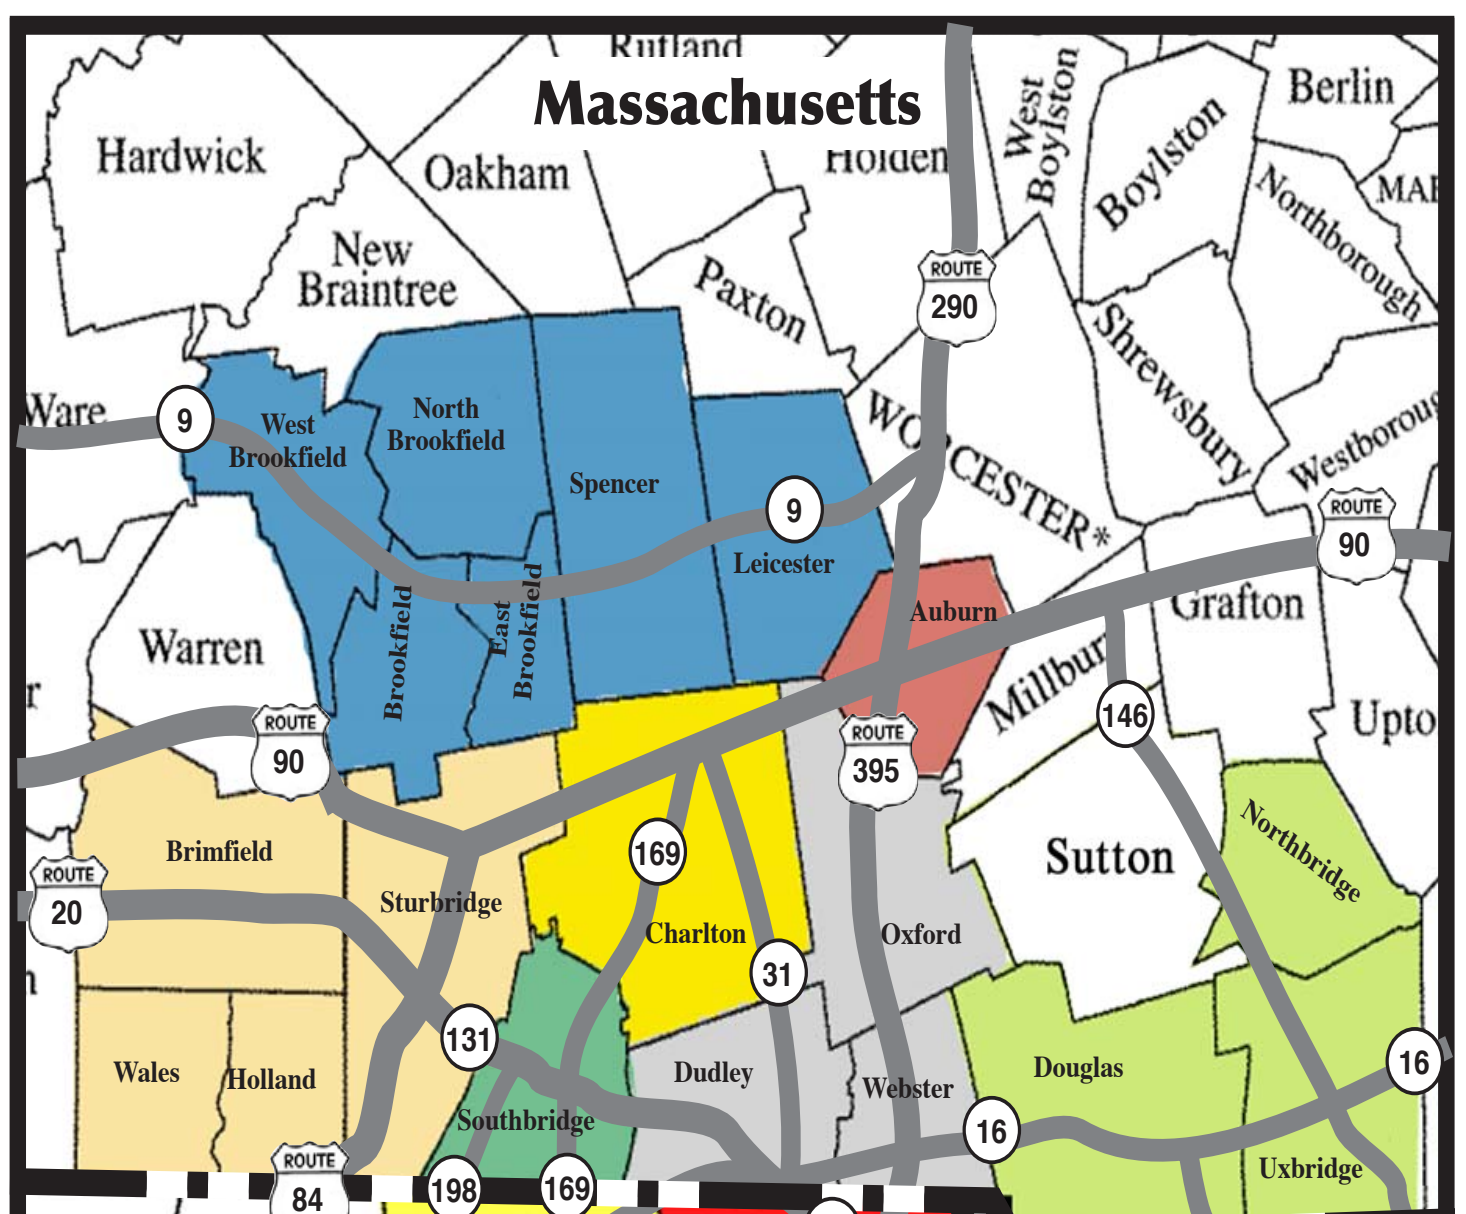 Rutland
Massachusetts
West
Boylston
Boylston
Berlin
Hardwick
Oakham
Holden
Northborough
New
Braintree
Paxton
ROUTE
290
Shrewsbury
Ware
9
West
Brookfield
North
Brookfield
Spencer
9
Leicester
WORCESTER*
Westboroug
ROUTE
90
Warren
Brookfield
East
Brookfield
Auburn
Millbur
Grafton
r
Upto
ROUTE
90
ROUTE
395
146
Brimfield
169
Sutton
Northbridge
ROUTE
20
Sturbridge
Charlton
31
Oxford
n
131
Wales
Holland
Dudley
Webster
Douglas
16
Southbridge
16
Uxbridge
ROUTE
84
198
169